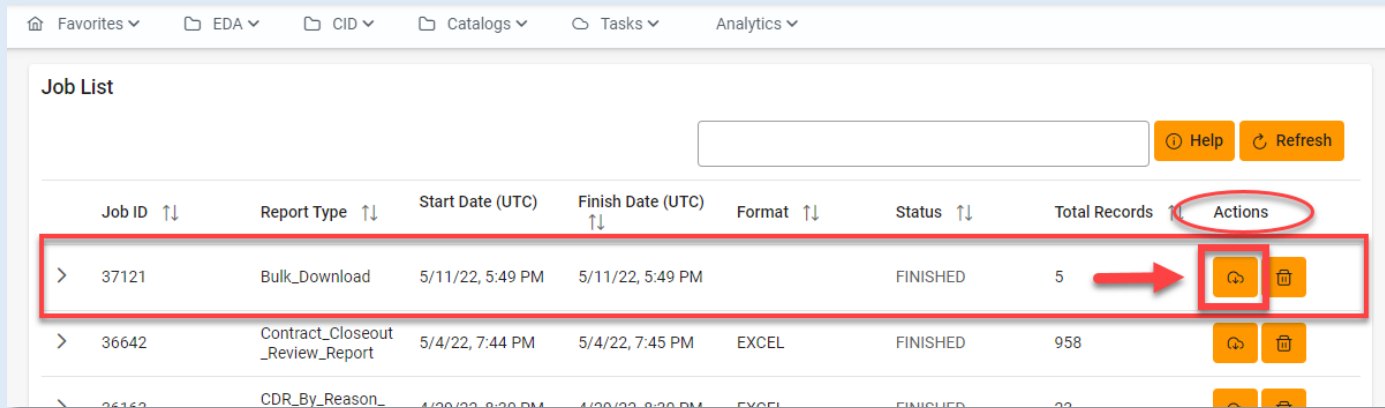 Favorites EDA CID Catalogs Tasks Analytics
Job List
Help Refresh
Job ID Report Type Start Date (UTC) Finish Date (UTC) Format Status Total Records Actions
37121 Bulk_Download 5/11/22, 5:49 PM 5/11/22, 5:49 PM FINISHED 5
36642 Contract_Closeout
_Review_Report 5/4/22, 7:44 PM 5/4/22, 7:45 PM EXCEL FINISHED 958
CDR_By_Reason_
EXCEL FINISHED